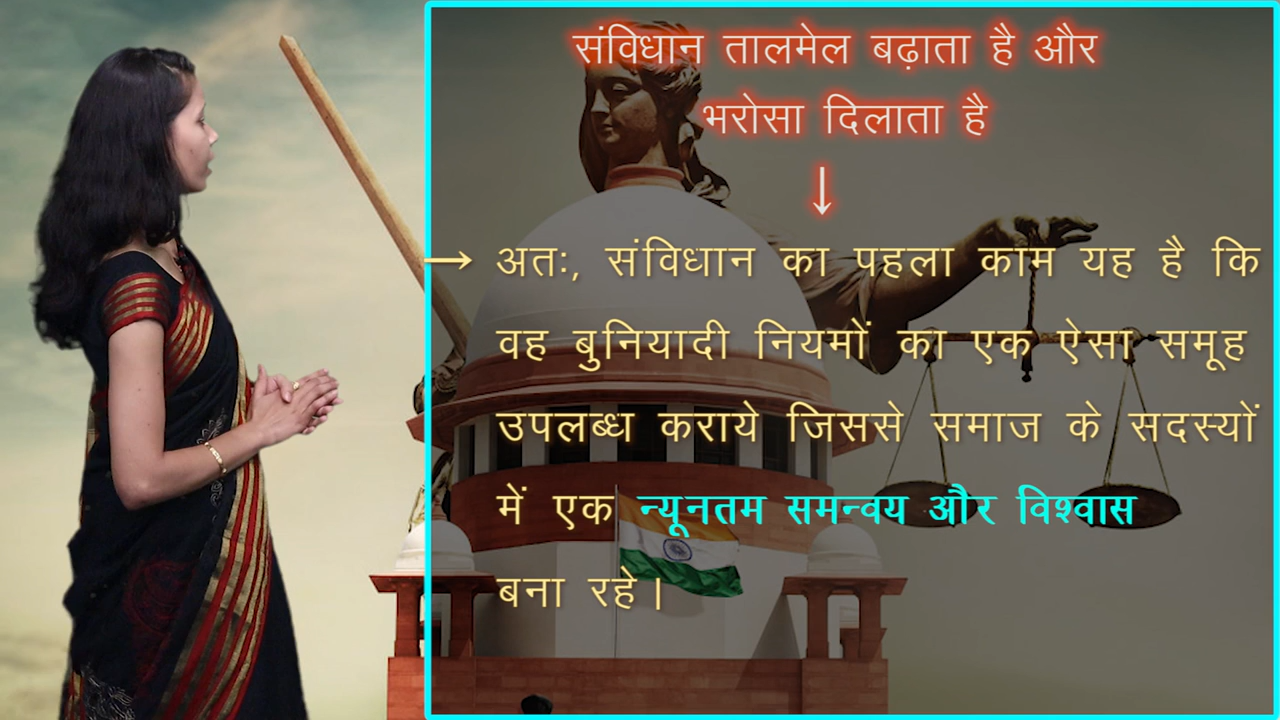 संविधान तालमेल बढ़ाता है और
भरोसा दिलाता है
↓
→ अतः, संविधान का पहला काम यह है कि
वह बुनियादी नियमों का एक ऐसा समूह
उपलब्ध कराये जिससे समाज के सदस्यों
में एक न्यूनतम समन्वय और विश्वास
बना रहे।